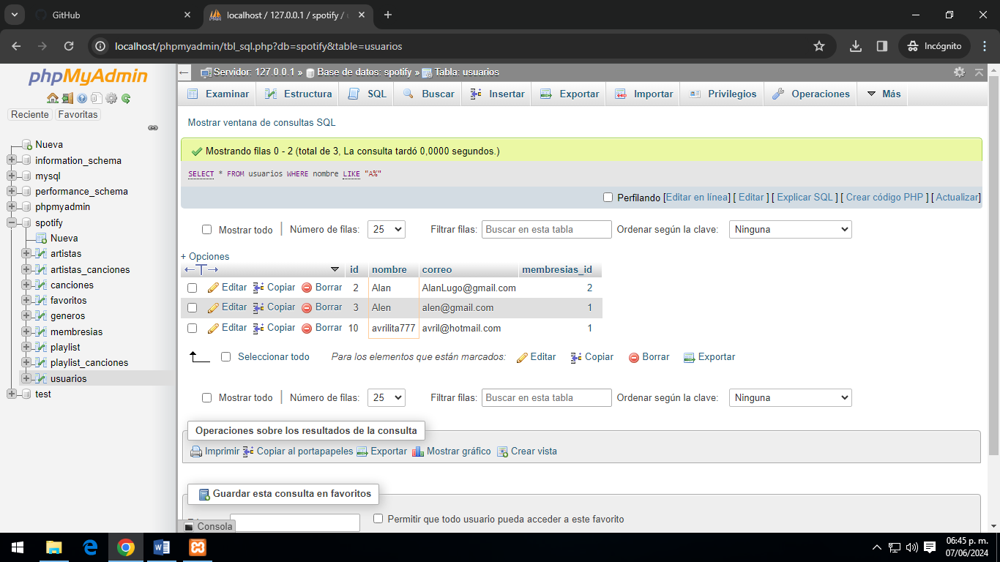 GitHub
localhost / 127.0.0.1 / spotify / u
localhost/phpmyadmin/tbl_sql.php?db=spotify&table=usuarios
Incógnito
phpMyAdmin
Reciente Favoritas
Nueva
information_schema
mysql
performance_schema
phpmyadmin
spotify
Nueva
artistas
artistas_canciones
canciones
favoritos
generos
membresias
playlist
playlist_canciones
usuarios
test
Servidor: 127.0.0.1 » Base de datos: spotify » Tabla: usuarios
Examinar Estructura SQL Buscar Insertar Exportar Importar Privilegios Operaciones Más
Mostrar ventana de consultas SQL
Mostrando filas 0 - 2 (total de 3, La consulta tardó 0,0000 segundos.)
SELECT * FROM usuarios WHERE nombre LIKE "A%"
Perfilando [Editar en línea] [ Editar ] [ Explicar SQL ] [ Crear código PHP ] [ Actualizar]
Mostrar todo Número de filas: 25 Filtrar filas: Buscar en esta tabla Ordenar según la clave: Ninguna
+ Opciones
id nombre correo membresias_id
Editar Copiar Borrar 2 Alan AlanLugo@gmail.com 2
Editar Copiar Borrar 3 Alen alen@gmail.com 1
Editar Copiar Borrar 10 avrilita777 avril@hotmail.com 1
Seleccionar todo Para los elementos que están marcados: Editar Copiar Borrar Exportar
Mostrar todo Número de filas: 25 Filtrar filas: Buscar en esta tabla Ordenar según la clave: Ninguna
Operaciones sobre los resultados de la consulta
Imprimir Copiar al portapapeles Exportar Mostrar gráfico Crear vista
Guardar esta consulta en favoritos
Permitir que todo usuario pueda acceder a este favorito
Consola
06:45 p. m.
07/06/2024